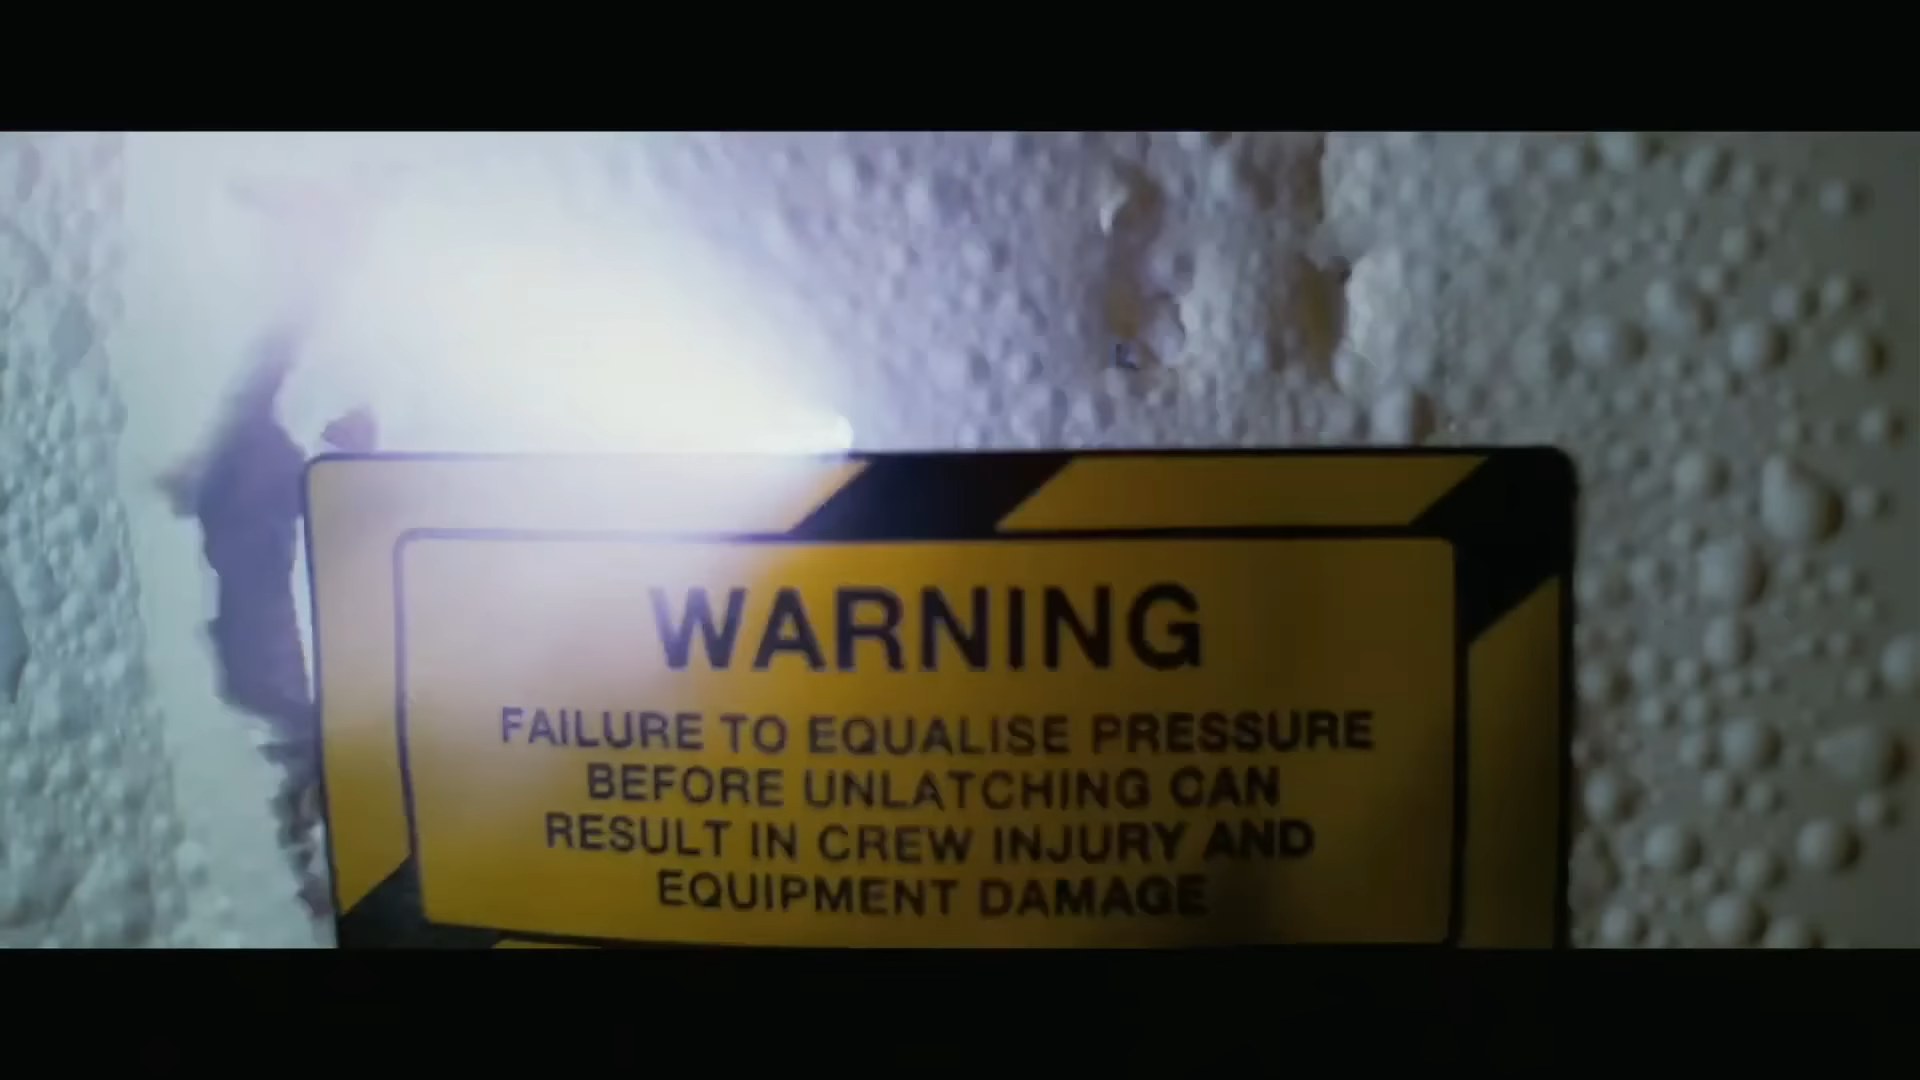 WARNING
FAILURE TO EQUALISE PRESSURE
BEFORE UNLATCHING CAN
RESULT IN CREW INJURY AND
EQUIPMENT DAMAGE